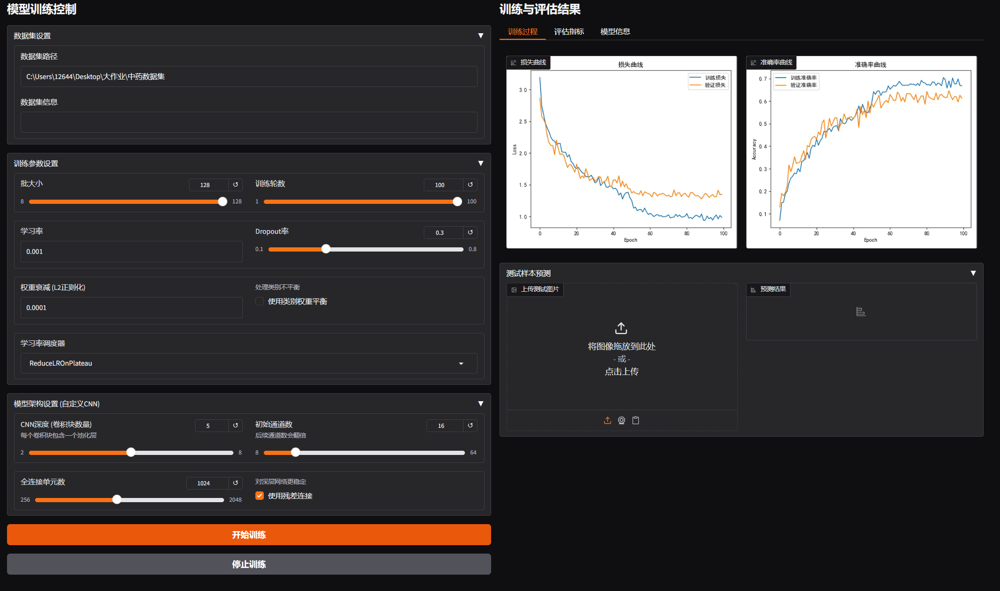 模型训练控制
数据集设置
▼
数据集路径
C:\Users\12644\Desktop\大作业\中药数据集
数据集信息
训练参数设置
▼
批大小
128
↺
8
128
训练轮数
100
↺
1
100
学习率
0.001
Dropout率
0.3
↺
0.1
0.8
权重衰减 (L2正则化)
0.0001
处理类别不平衡
使用类别权重平衡
学习率调度器
ReduceLROnPlateau
模型架构设置 (自定义CNN)
▼
CNN深度 (卷积块数量)
每个卷积块包含一个池化层
5
↺
2
8
初始通道数
后续通道数会翻倍
16
↺
8
64
全连接单元数
1024
↺
256
2048
对深层网络更稳定
使用残差连接
开始训练
停止训练
训练与评估结果
训练过程
评估指标
模型信息
损失曲线
损失曲线
训练损失
验证损失
3.0
2.5
2.0
1.5
1.0
Loss
0
20
40
60
80
100
Epoch
准确率曲线
准确率曲线
训练准确率
验证准确率
0.7
0.6
0.5
0.4
0.3
0.2
0.1
Accuracy
0
20
40
60
80
100
Epoch
测试样本预测
▼
上传测试图片
将图像拖放到此处
- 或 -
点击上传
预测结果